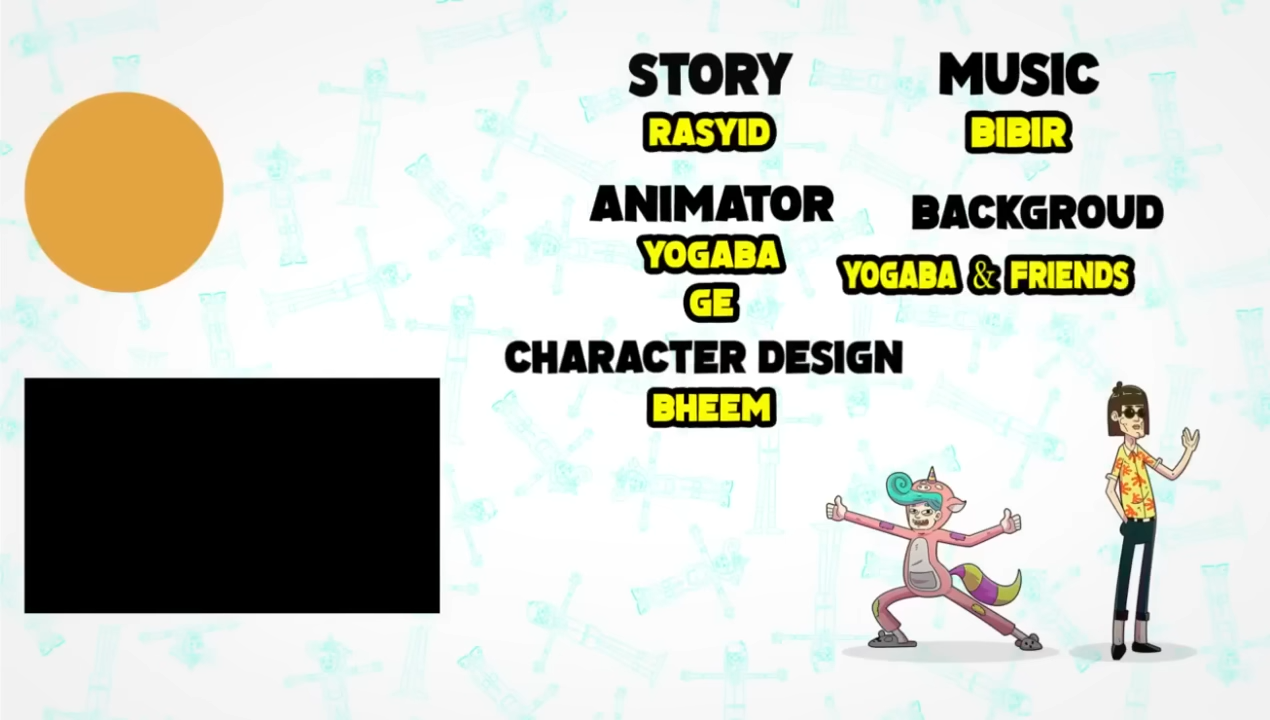 STORY
RASYID
MUSIC
BIBIR
ANIMATOR
YOGABA
GE
BACKGROUD
YOGABA & FRIENDS
CHARACTER DESIGN
BHEEM